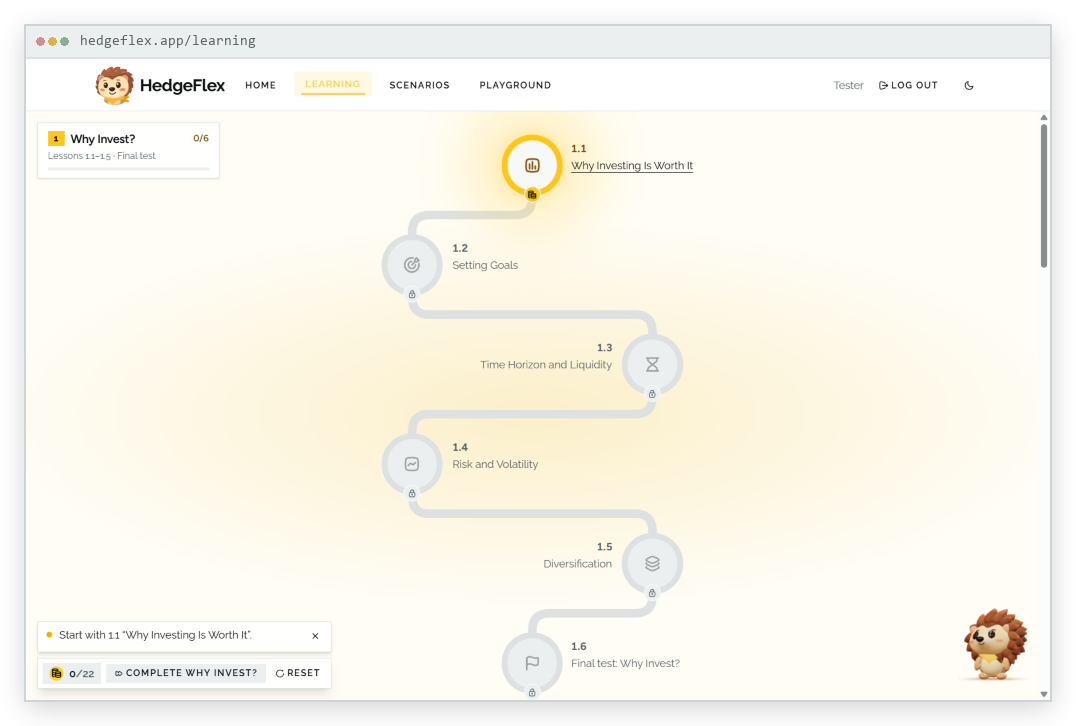 hedgeflex.app/learning
HedgeFlex HOME LEARNING SCENARIOS PLAYGROUND Tester LOG OUT
1 Why Invest? 0/6
Lessons 1.1–1.5 · Final test
1.1
Why Investing Is Worth It
1.2
Setting Goals
1.3
Time Horizon and Liquidity
1.4
Risk and Volatility
1.5
Diversification
1.6
Final test: Why Invest?
Start with 1.1 “Why Investing Is Worth It”.
0/22 COMPLETE WHY INVEST? RESET